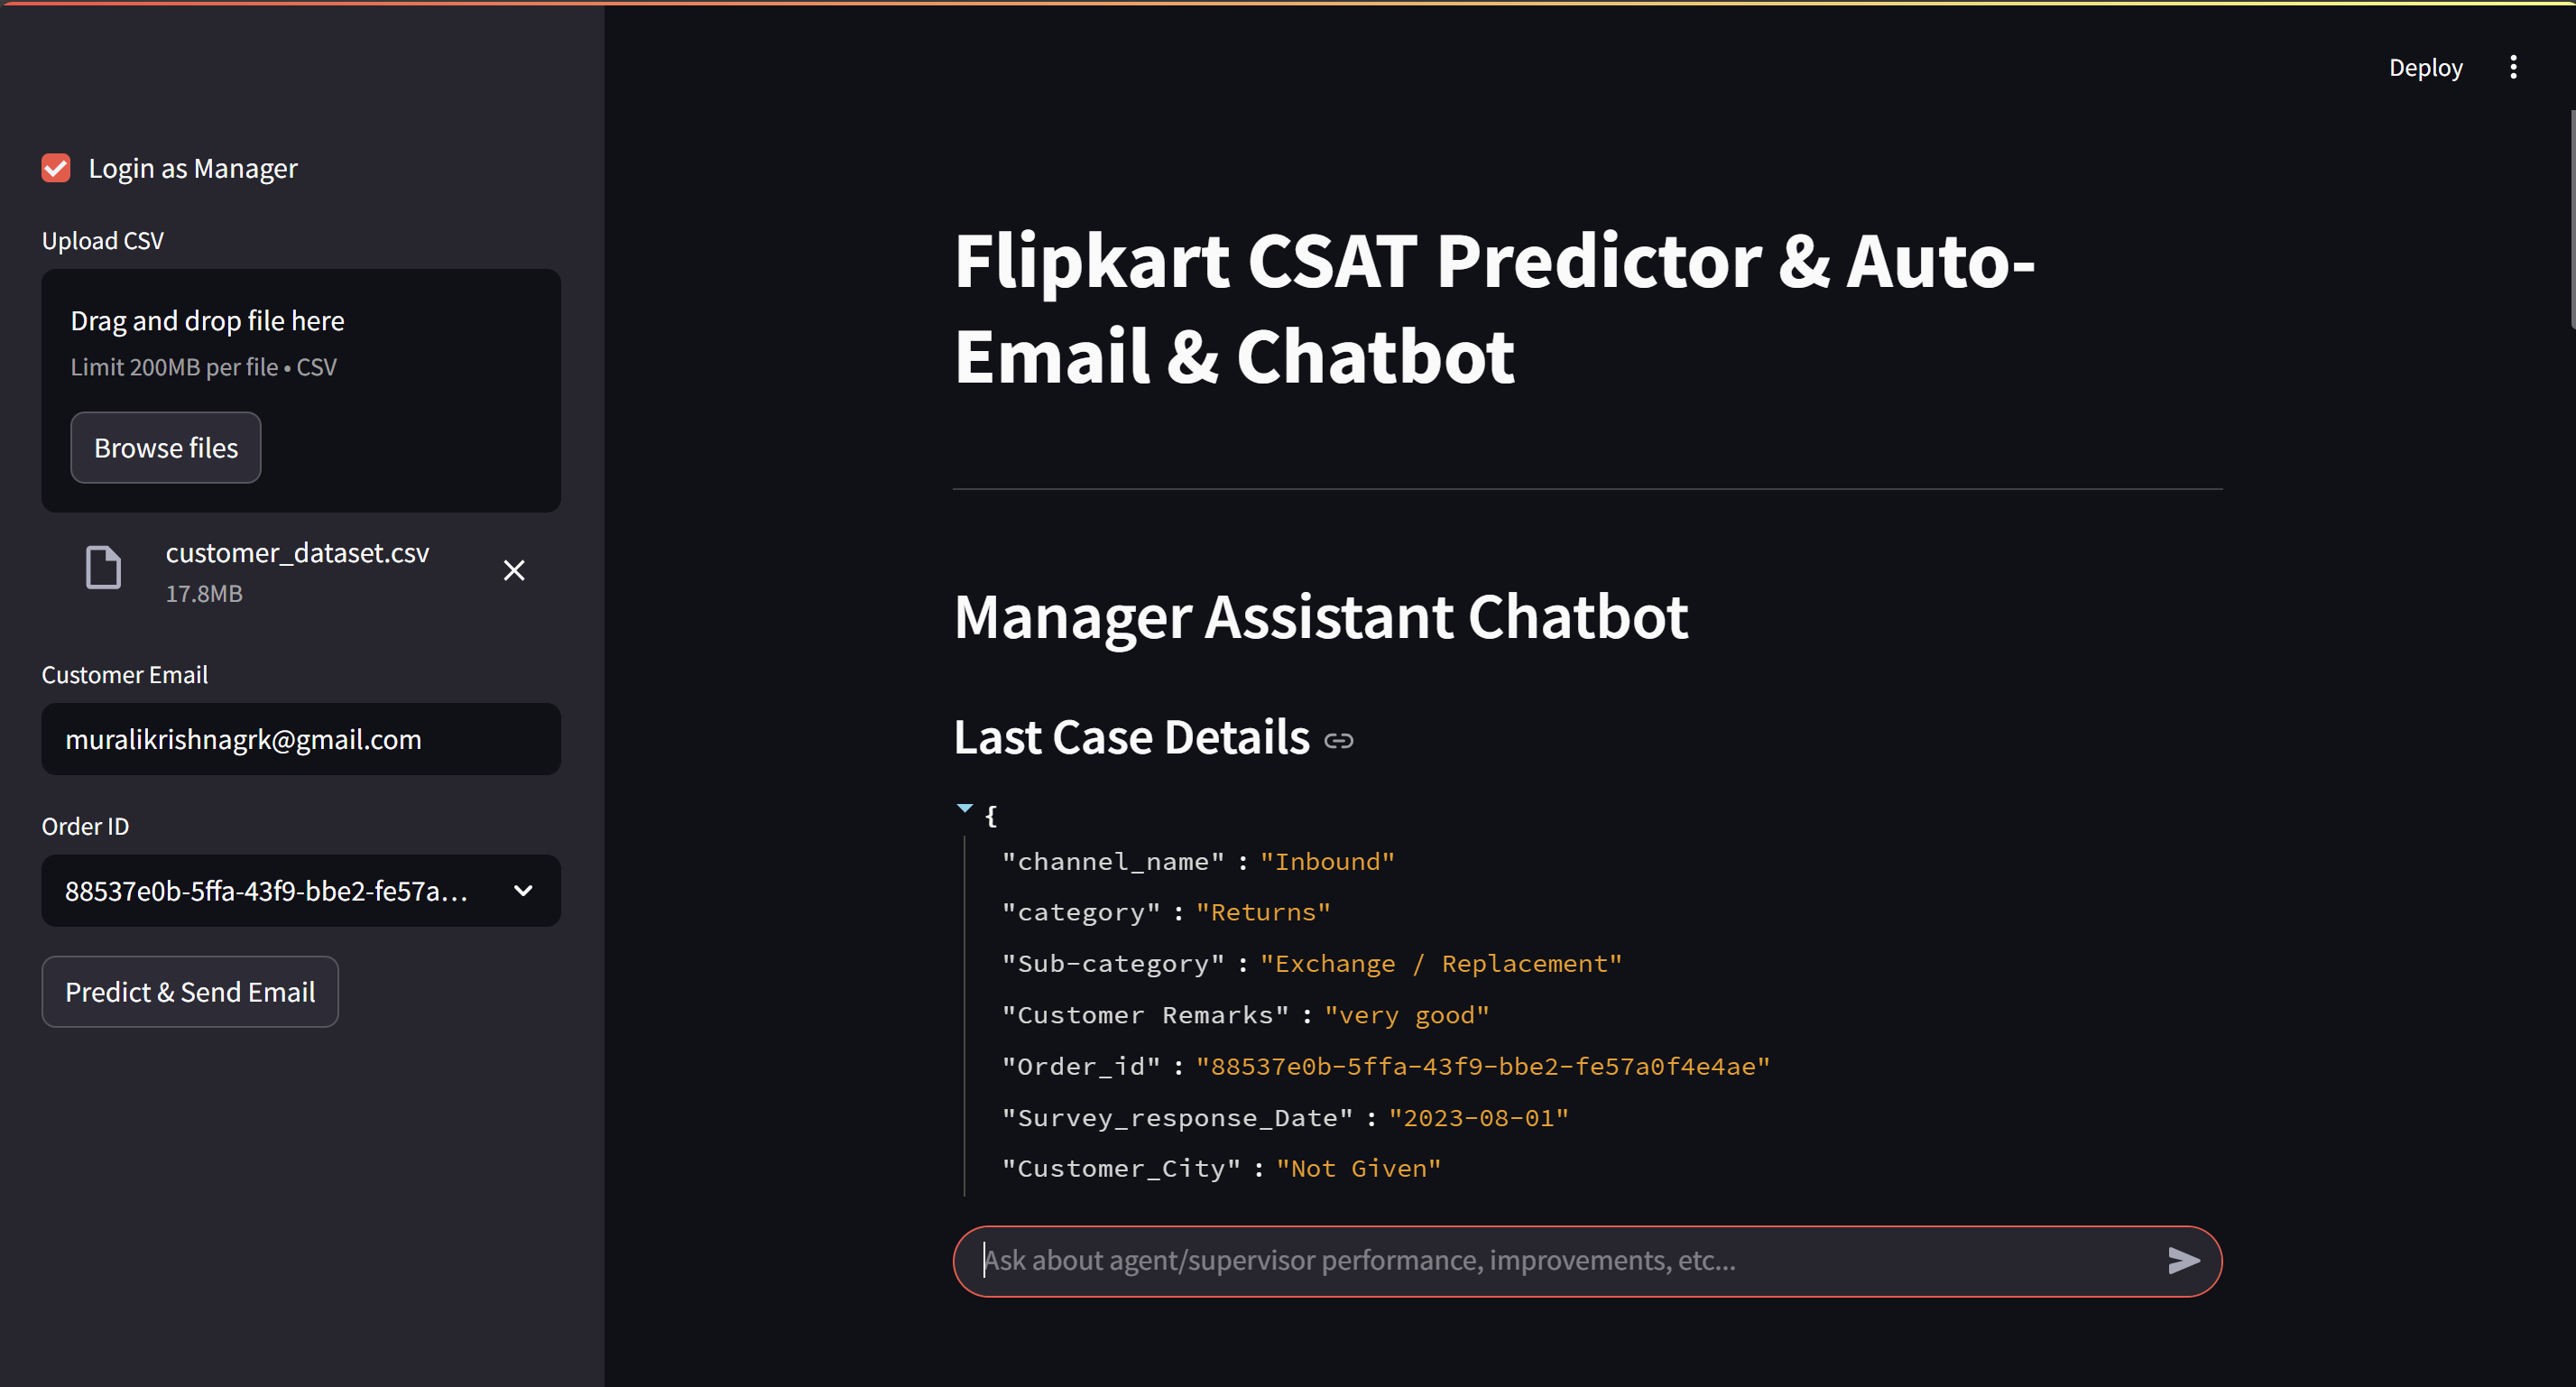 Deploy
Login as Manager
Upload CSV
Drag and drop file here
Limit 200MB per file • CSV
Browse files
customer_dataset.csv
17.8MB
Customer Email
muralikrishnagrk@gmail.com
Order ID
88537e0b-5ffa-43f9-bbe2-fe57a...
Predict & Send Email
Flipkart CSAT Predictor & Auto-
Email & Chatbot
Manager Assistant Chatbot
Last Case Details
{
"channel_name" : "Inbound"
"category" : "Returns"
"Sub-category" : "Exchange / Replacement"
"Customer Remarks" : "very good"
"Order_id" : "88537e0b-5ffa-43f9-bbe2-fe57a0f4e4ae"
"Survey_response_Date" : "2023-08-01"
"Customer_City" : "Not Given"
Ask about agent/supervisor performance, improvements, etc...